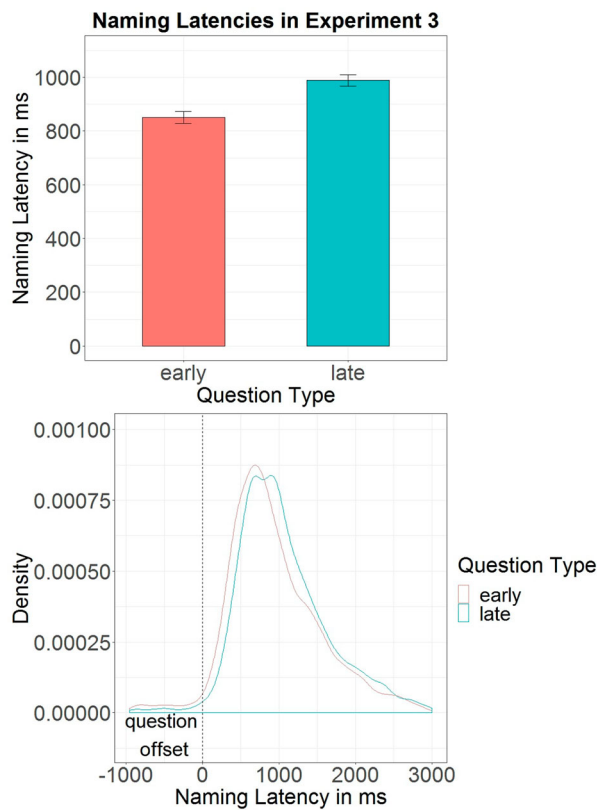 Naming Latencies in Experiment 3
Naming Latency in ms
1000
800
600
400
200
0
early
late
Question Type
Density
0.00100
0.00075
0.00050
0.00025
0.00000
question
offset
-1000
0
1000
2000
3000
Naming Latency in ms
Question Type
early
late